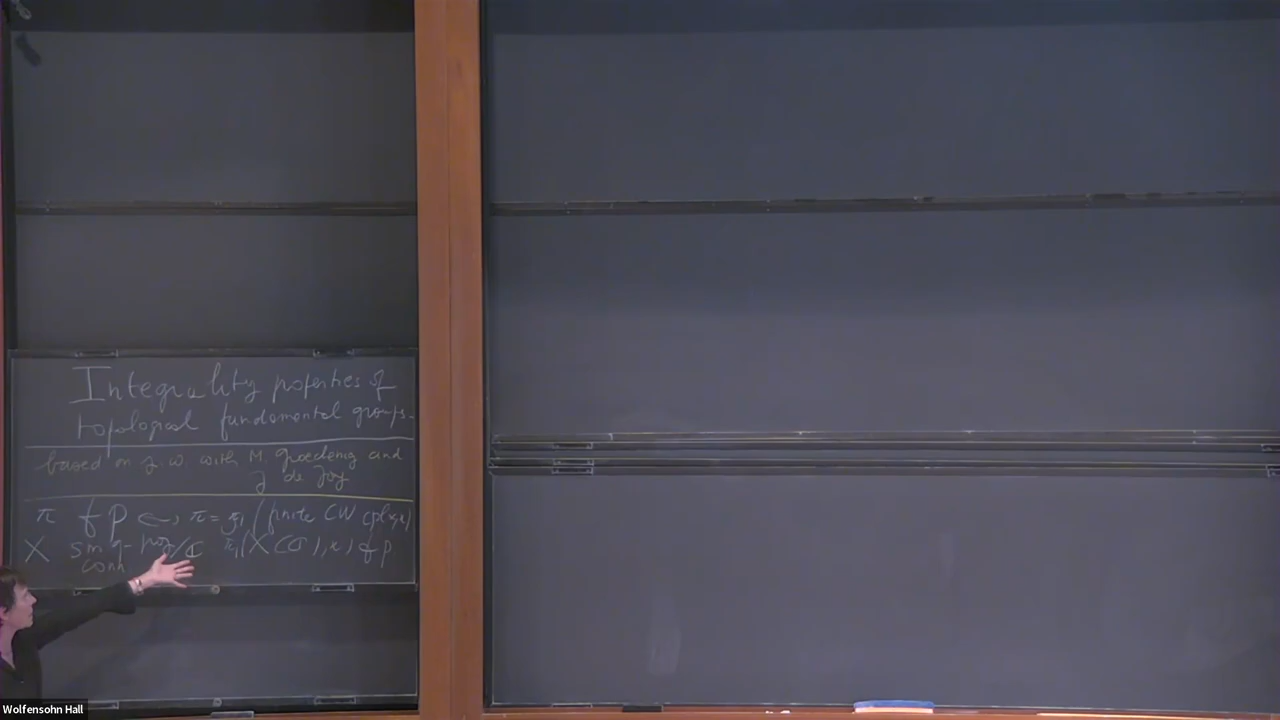 Integrality properties of
topological fundamental groups.
based on j.w. with M. Groechenig and
J de Jong
π f p ↔ π = π₁ (finite CW cplx, x)
X sm q-proj/ℂ π₁(X(ℂ), x) f p.
conn
Wolfensohn Hall